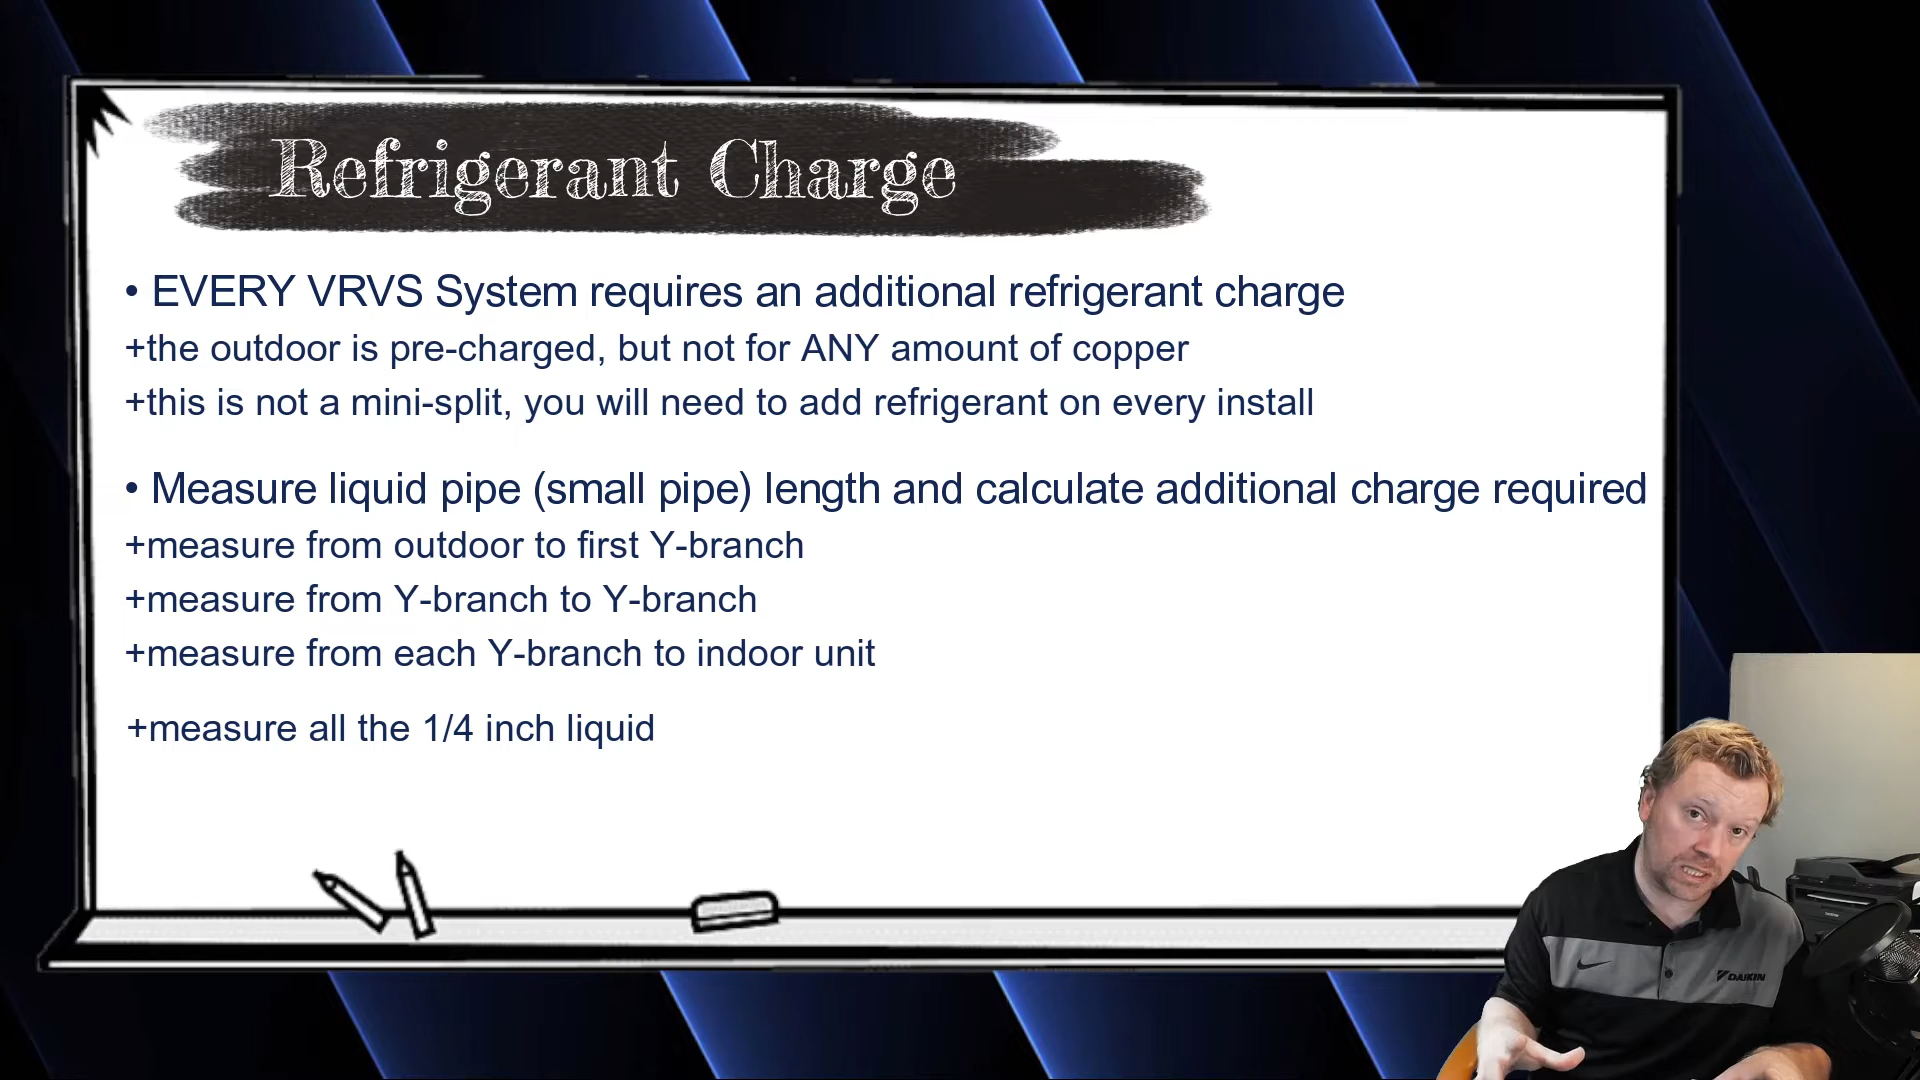 Refrigerant Charge
• EVERY VRVS System requires an additional refrigerant charge
+the outdoor is pre-charged, but not for ANY amount of copper
+this is not a mini-split, you will need to add refrigerant on every install
• Measure liquid pipe (small pipe) length and calculate additional charge required
+measure from outdoor to first Y-branch
+measure from Y-branch to Y-branch
+measure from each Y-branch to indoor unit
+measure all the 1/4 inch liquid
DAIKIN